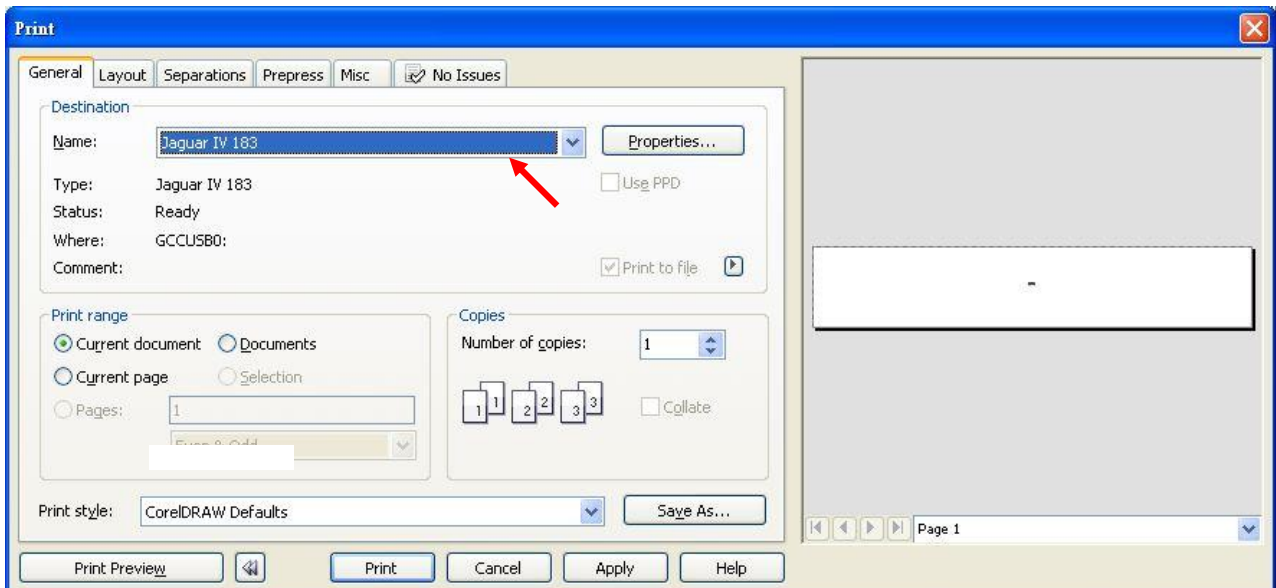 Print
General Layout Separations Prepress Misc No Issues
Destination
Name: Jaguar IV 183 Properties...
Type: Jaguar IV 183 Use PPD
Status: Ready
Where: GCCUSB0:
Comment: Print to file
Print range
Current document Documents
Current page Selection
Pages: 1
Copies
Number of copies: 1
1 1 2 2 3 3 Collate
Print style: CorelDRAW Defaults Save As...
Page 1
Print Preview Print Cancel Apply Help